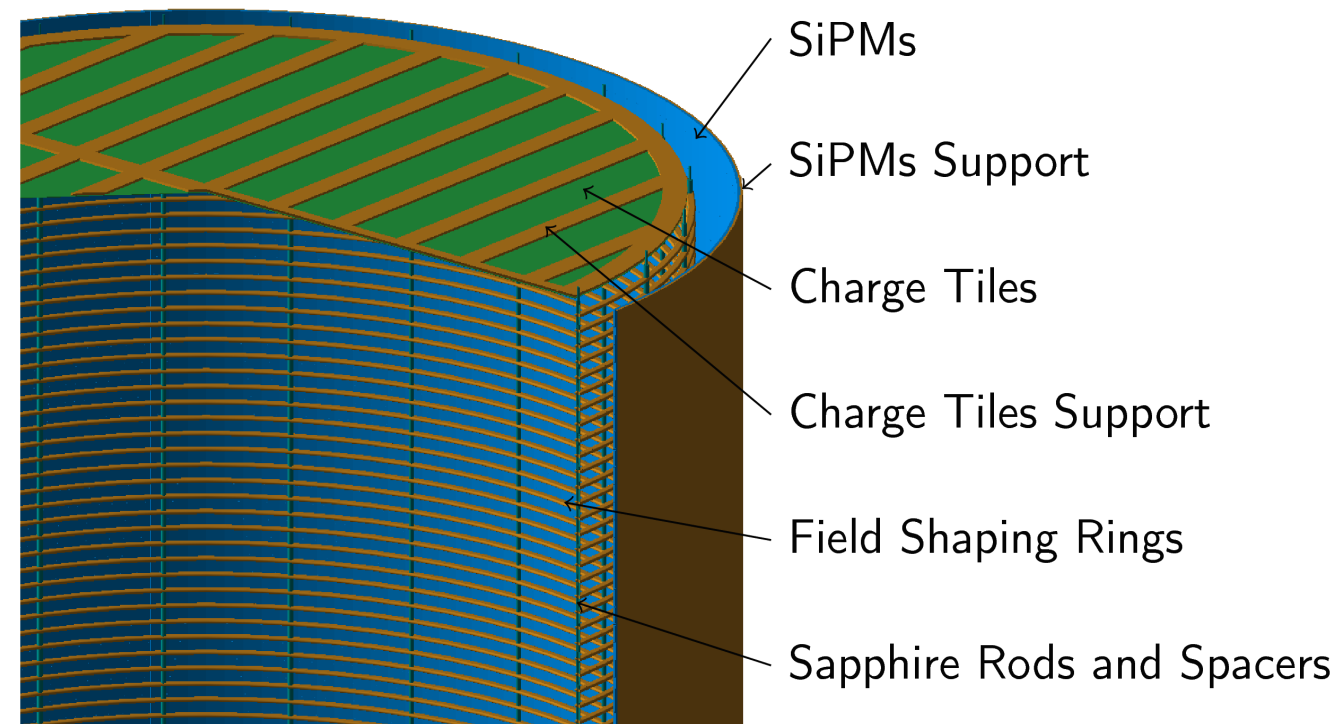 SiPMs
SiPMs Support
Charge Tiles
Charge Tiles Support
Field Shaping Rings
Sapphire Rods and Spacers